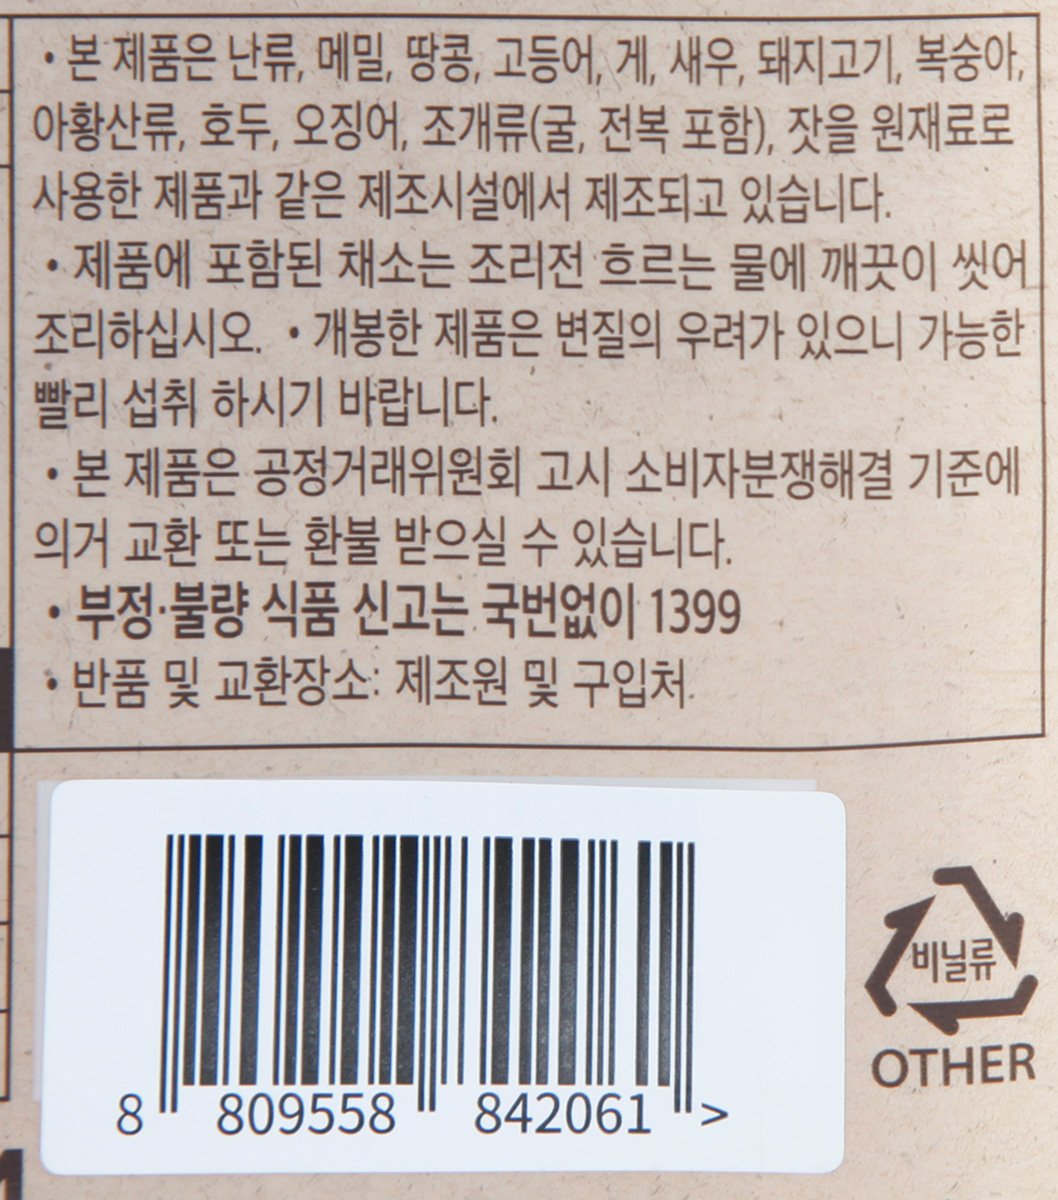 • 본 제품은 난류, 메밀, 땅콩, 고등어, 게, 새우, 돼지고기, 복숭아,
아황산류, 호두, 오징어, 조개류(굴, 전복 포함), 잣을 원재료로
사용한 제품과 같은 제조시설에서 제조되고 있습니다.
• 제품에 포함된 채소는 조리전 흐르는 물에 깨끗이 씻어
조리하십시오. • 개봉한 제품은 변질의 우려가 있으니 가능한
빨리 섭취 하시기 바랍니다.
• 본 제품은 공정거래위원회 고시 소비자분쟁해결 기준에
의거 교환 또는 환불 받으실 수 있습니다.
• 부정·불량 식품 신고는 국번없이 1399
• 반품 및 교환장소: 제조원 및 구입처.
8 809558 842061 >
비닐류
OTHER